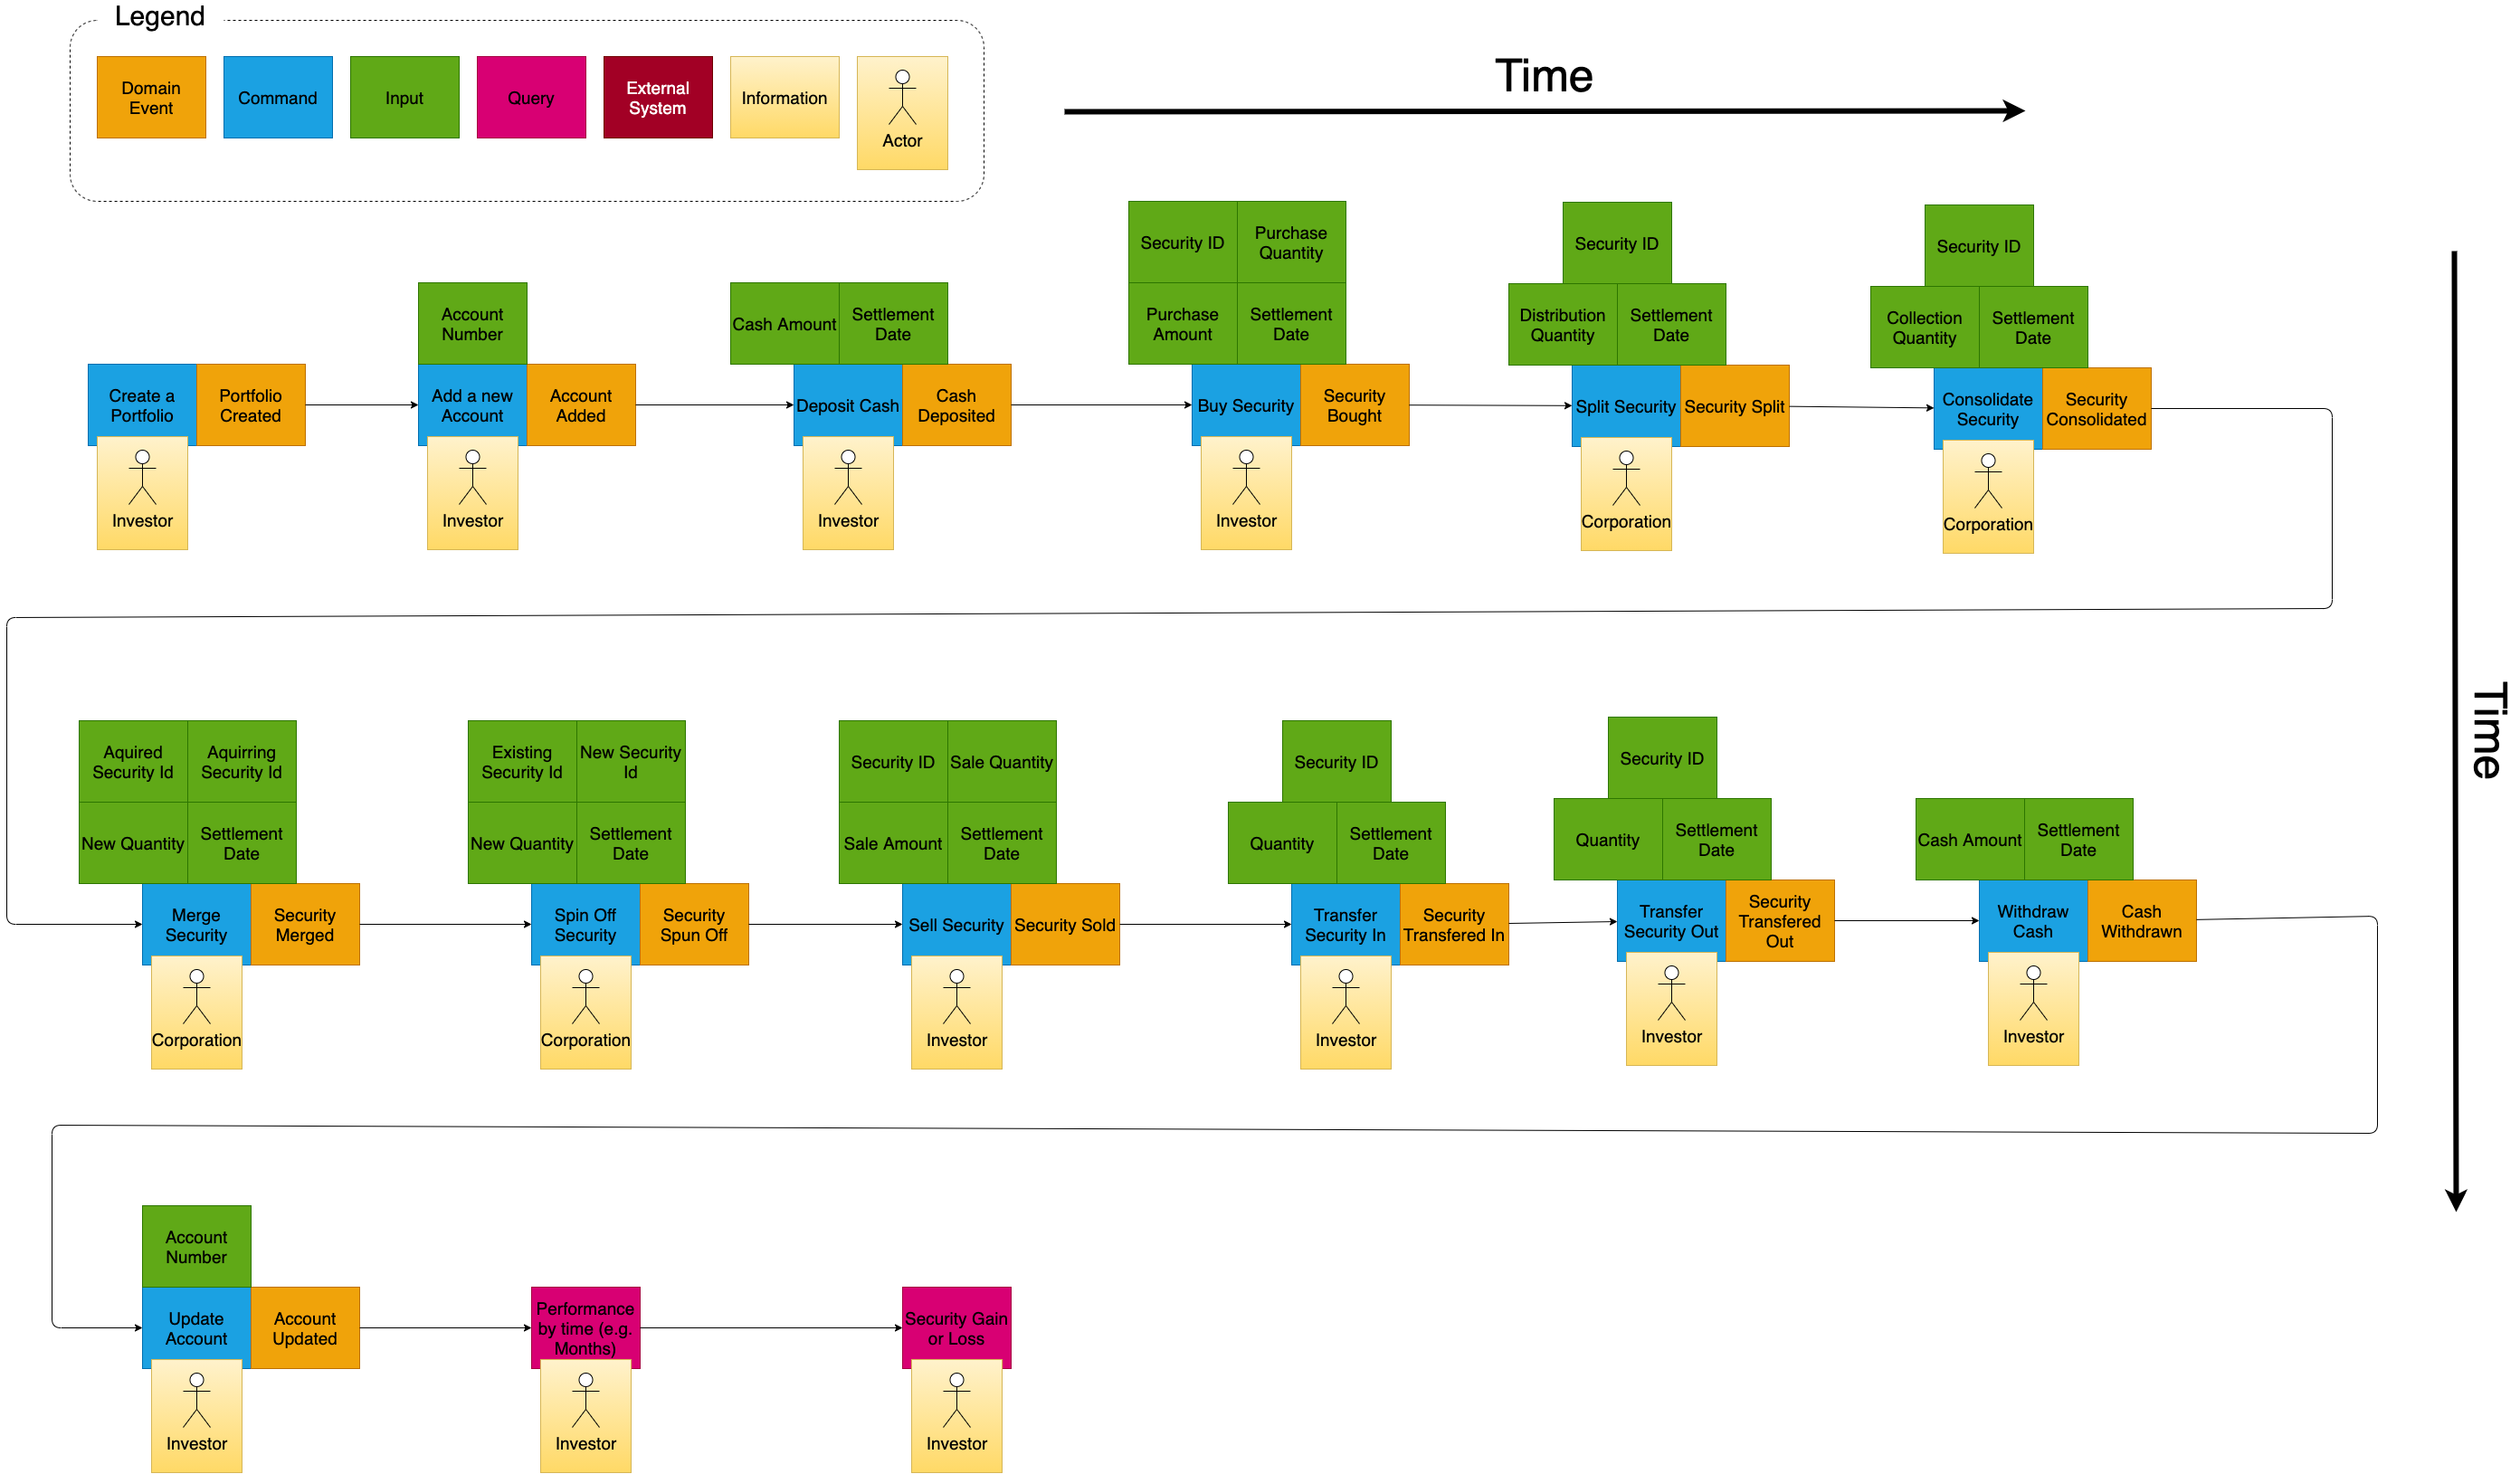 Legend
Domain
Event
Command
Input
Query
External
System
Information
Actor
Time
Time
Account
Number
Cash Amount
Settlement
Date
Security ID
Purchase
Quantity
Purchase
Amount
Settlement
Date
Security ID
Distribution
Quantity
Settlement
Date
Security ID
Collection
Quantity
Settlement
Date
Create a
Portfolio
Portfolio
Created
Add a new
Account
Account
Added
Deposit Cash
Cash
Deposited
Buy Security
Security
Bought
Split Security
Security Split
Consolidate
Security
Security
Consolidated
Investor
Investor
Investor
Investor
Corporation
Corporation
Aquired
Security Id
Aquirring
Security Id
New Quantity
Settlement
Date
Existing
Security Id
New Security
Id
New Quantity
Settlement
Date
Security ID
Sale Quantity
Sale Amount
Settlement
Date
Security ID
Quantity
Settlement
Date
Security ID
Quantity
Settlement
Date
Cash Amount
Settlement
Date
Merge
Security
Security
Merged
Spin Off
Security
Security
Spun Off
Sell Security
Security Sold
Transfer
Security In
Security
Transfered In
Transfer
Security Out
Security
Transfered
Out
Withdraw
Cash
Cash
Withdrawn
Corporation
Corporation
Investor
Investor
Investor
Investor
Account
Number
Update
Account
Account
Updated
Performance
by time (e.g.
Months)
Security Gain
or Loss
Investor
Investor
Investor